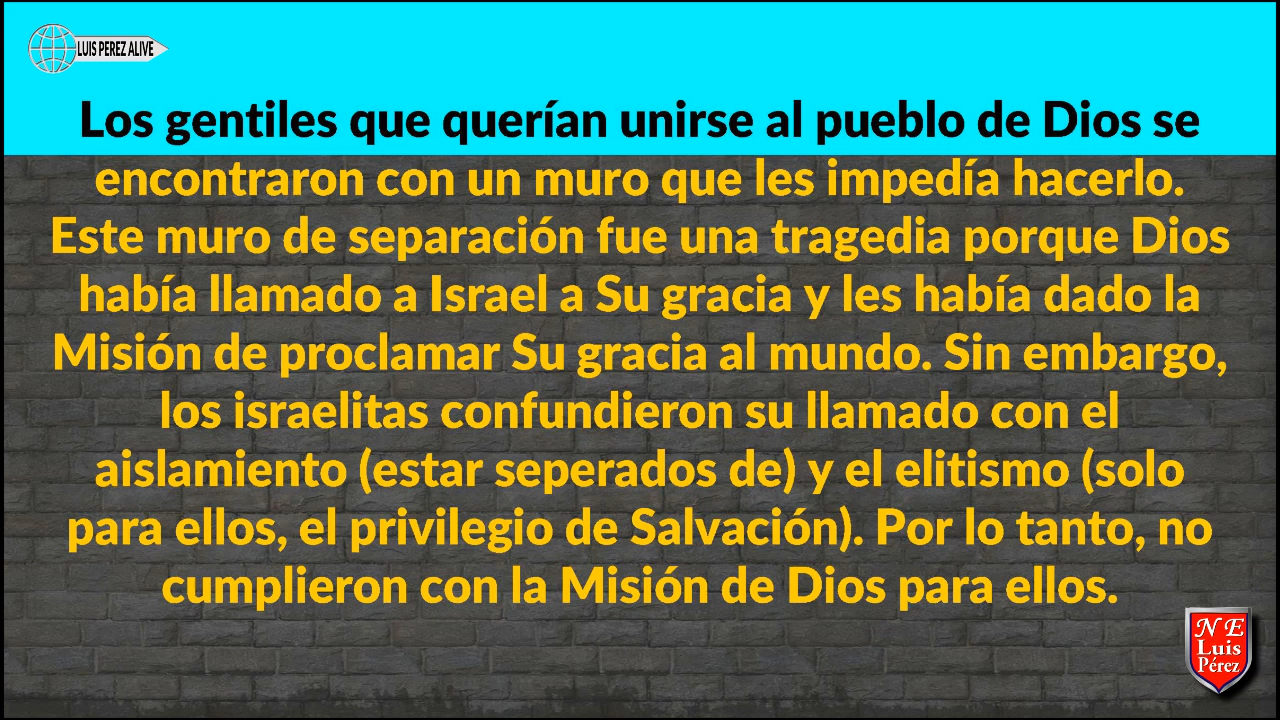 LUIS PEREZ ALIVE
Los gentiles que querían unirse al pueblo de Dios se
encontraron con un muro que les impedía hacerlo.
Este muro de separación fue una tragedia porque Dios
había llamado a Israel a Su gracia y les había dado la
Misión de proclamar Su gracia al mundo. Sin embargo,
los israelitas confundieron su llamado con el
aislamiento (estar seperados de) y el elitismo (solo
para ellos, el privilegio de Salvación). Por lo tanto, no
cumplieron con la Misión de Dios para ellos.
N E
Luis
Pérez